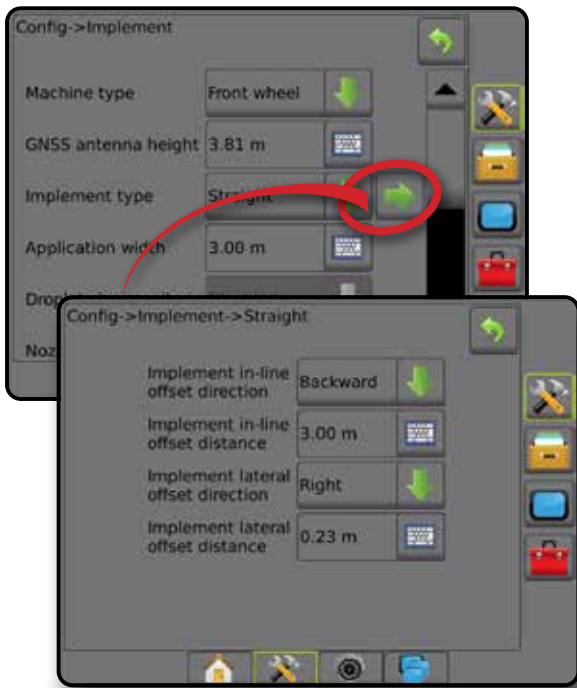 Config->Implement
Machine type
Front wheel
GNSS antenna height
3.81 m
Implement type
Straight
Application width
3.00 m
Config->Implement->Straight
Implement in-line
offset direction
Backward
Implement in-line
offset distance
3.00 m
Implement lateral
offset direction
Right
Implement lateral
offset distance
0.23 m